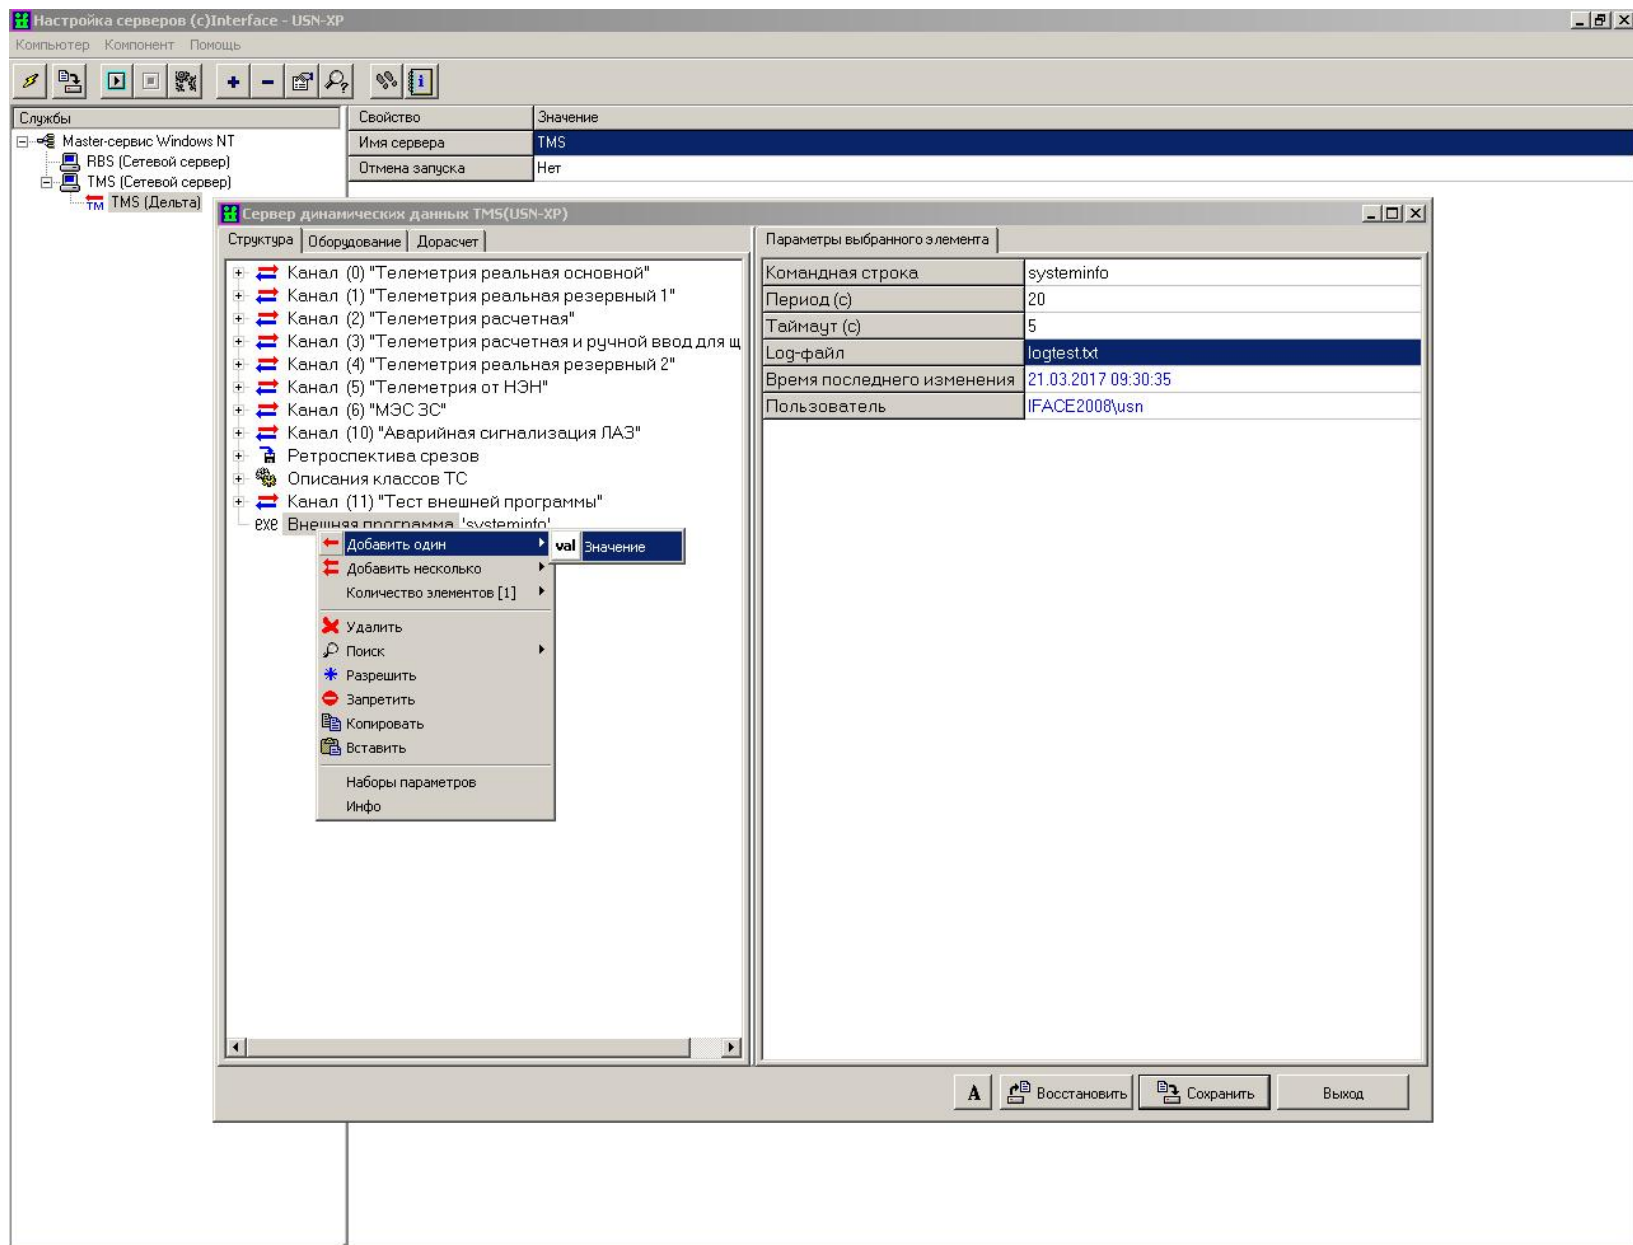 Настройка серверов (c)Interface - USN-XP
Компьютер Компонент Помощь
Службы
Свойство Значение
Master-сервис Windows NT
Имя сервера TMS
RBS (Сетевой сервер)
Отмена запуска Нет
TMS (Сетевой сервер)
TM TMS (Дельта)
Сервер динамических данных TMS(USN-XP)
Структура Оборудование Дорасчет
Параметры выбранного элемента
Канал (0) "Телеметрия реальная основной"
Канал (1) "Телеметрия реальная резервный 1"
Канал (2) "Телеметрия расчетная"
Канал (3) "Телеметрия расчетная и ручной ввод для щ
Канал (4) "Телеметрия реальная резервный 2"
Канал (5) "Телеметрия от НЭН"
Канал (6) "МЭС ЗС"
Канал (10) "Аварийная сигнализация ЛАЗ"
Ретроспектива срезов
Описания классов ТС
Канал (11) "Тест внешней программы"
exe Внешняя программа 'systeminfo'
Командная строка systeminfo
Период (с) 20
Таймаут (с) 5
Log-файл logtest.txt
Время последнего изменения 21.03.2017 09:30:35
Пользователь IFACE2008\usn
Добавить один
val Значение
Добавить несколько
Количество элементов [1]
Удалить
Поиск
Разрешить
Запретить
Копировать
Вставить
Наборы параметров
Инфо
A Восстановить Сохранить Выход